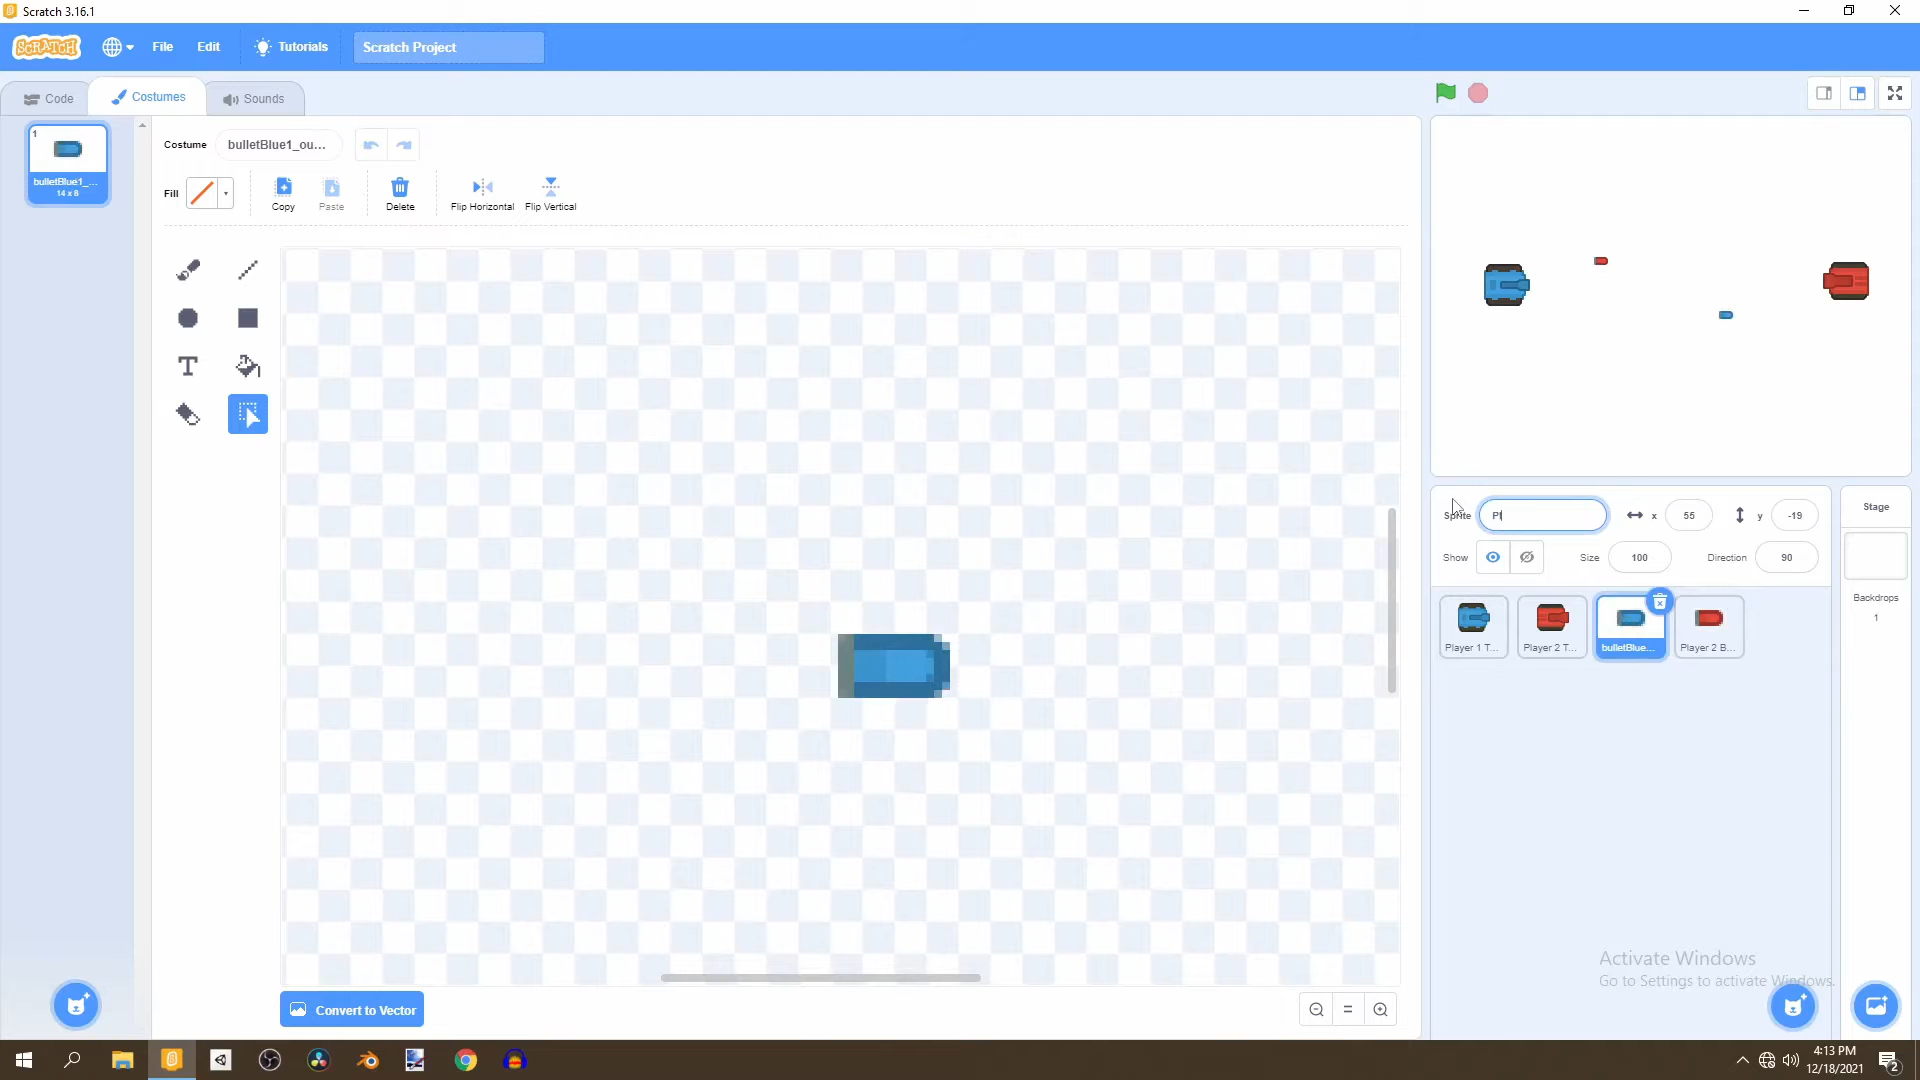 Scratch 3.16.1
SCRATCH
File
Edit
Tutorials
Scratch Project
Code
Costumes
Sounds
1
bulletBlue1_...
14 x 8
Costume
bulletBlue1_ou...
Fill
Copy
Paste
Delete
Flip Horizontal
Flip Vertical
T
Convert to Vector
Sprite
Pl
x
55
y
-19
Show
Size
100
Direction
90
Player 1 T...
Player 2 T...
bulletBlue...
Player 2 B...
Stage
Backdrops
1
Activate Windows
Go to Settings to activate Windows.
4:13 PM
12/18/2021
2